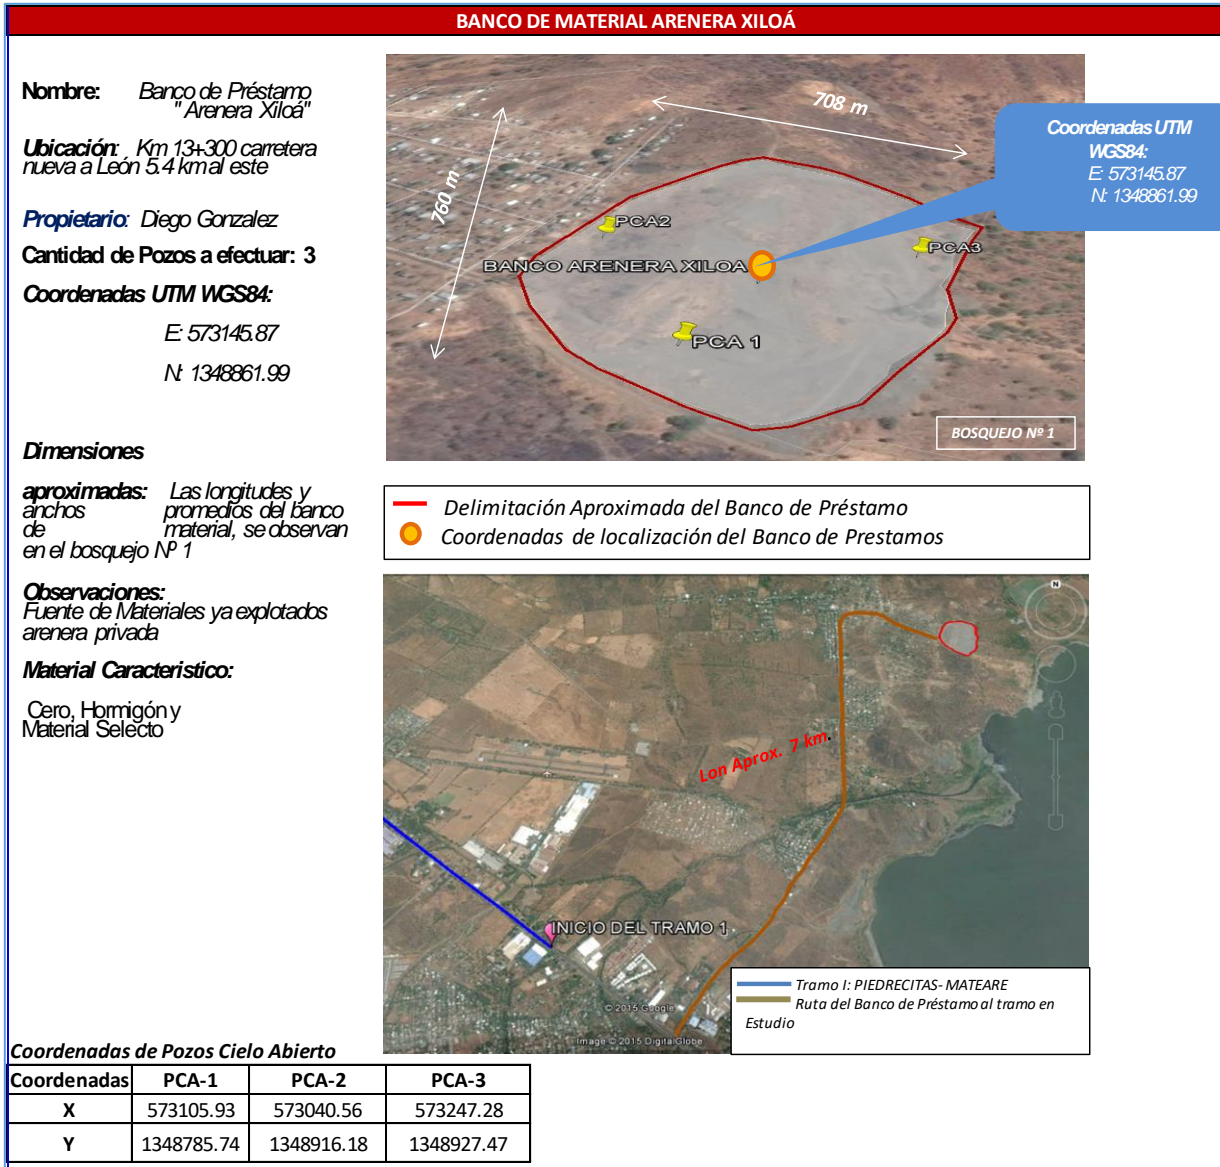 BANCO DE MATERIAL ARENERA XILOÁ
Nombre: Banco de Préstamo
"Arenera Xiloá"
Ubicación: Km 13+300 carretera
nueva a León 5.4 km al este
Propietario: Diego Gonzalez
Cantidad de Pozos a efectuar: 3
Coordenadas UTM WGS84:
E: 573145.87
N: 1348861.99
Dimensiones
aproximadas: Las longitudes y
anchos promedios del banco
de material, se observan
en el bosquejo Nº 1
Observaciones:
Fuente de Materiales ya explotados
arenera privada
Material Caracteristico:
Cero, Hormigón y
Material Selecto
708 m
760 m
Coordenadas UTM
WGS84:
E: 573145.87
N: 1348861.99
PCA2
PCA3
BANCO ARENERA XILOA
PCA 1
BOSQUEJO Nº 1
Delimitación Aproximada del Banco de Préstamo
Coordenadas de localización del Banco de Prestamos
N
Lon Aprox. 7 km.
INICIO DEL TRAMO 1
© 2015 Google
Image © 2015 DigitalGlobe
Tramo I: PIEDRECITAS- MATEARE
Ruta del Banco de Préstamo al tramo en
Estudio
Coordenadas de Pozos Cielo Abierto
Coordenadas PCA-1 PCA-2 PCA-3
X 573105.93 573040.56 573247.28
Y 1348785.74 1348916.18 1348927.47